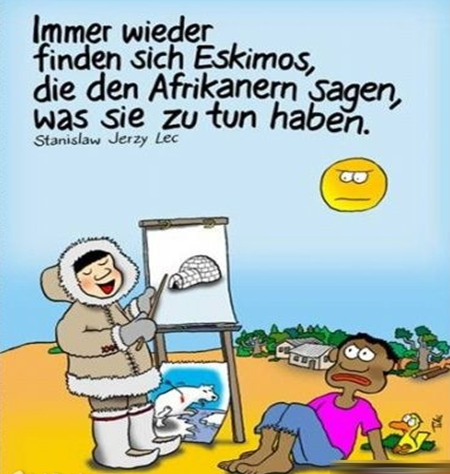 Immer wieder
finden sich Eskimos,
die den Afrikanern sagen,
was sie zu tun haben.
Stanislaw Jerzy Lec